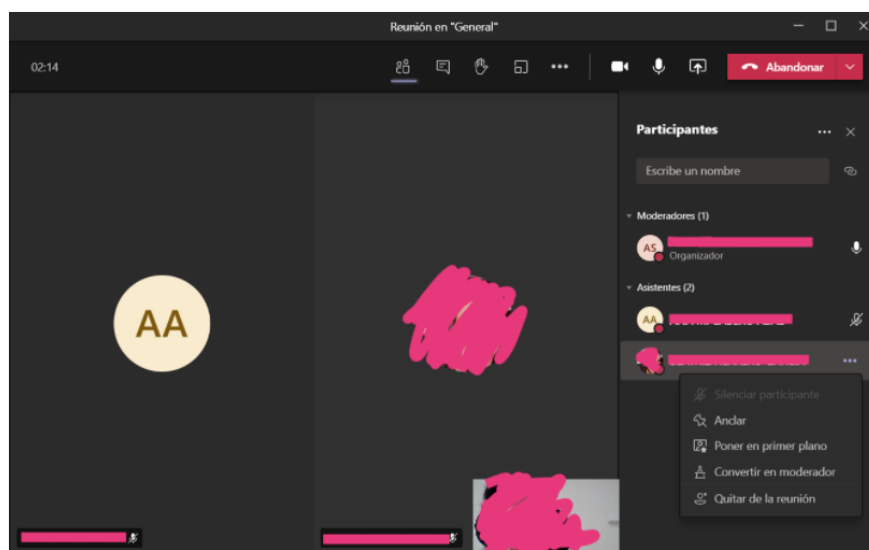 Reunión en "General"
02:14
Abandonar
Participantes
Escribe un nombre
Moderadores (1)
AS
Organizador
Asistentes (2)
AA
AA
Silenciar participante
Anclar
Poner en primer plano
Convertir en moderador
Quitar de la reunión